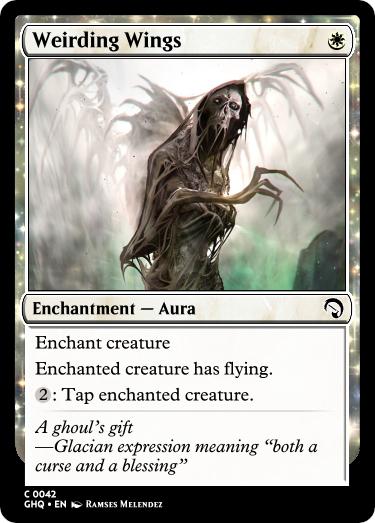 Weirding Wings
Enchantment — Aura
Enchant creature
Enchanted creature has flying.
2: Tap enchanted creature.
A ghoul's gift
—Glacian expression meaning “both a
curse and a blessing”
C 0042
GHQ • EN Ramses Melendez